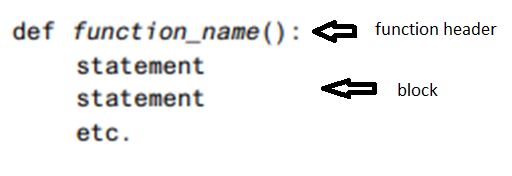 def function_name(): function header
statement
statement block
etc.